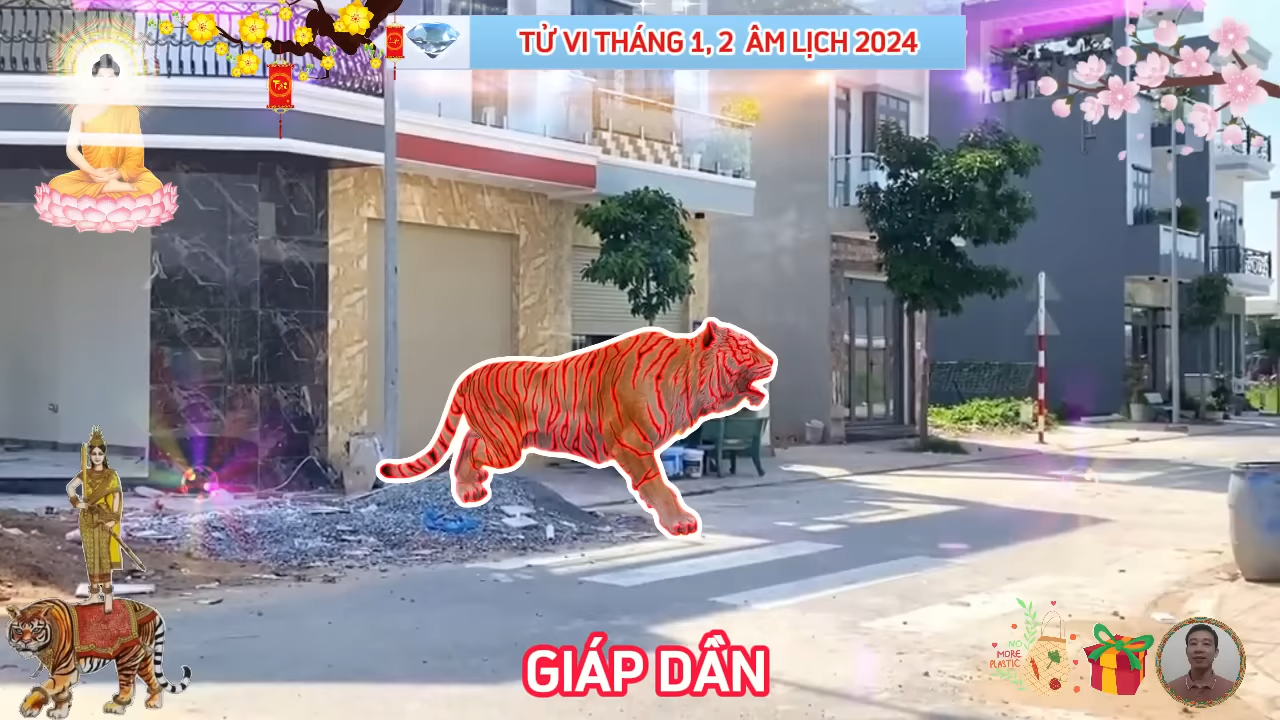 TỬ VI THÁNG 1, 2 ÂM LỊCH 2024
GIÁP DẦN
NO
MORE
PLASTIC